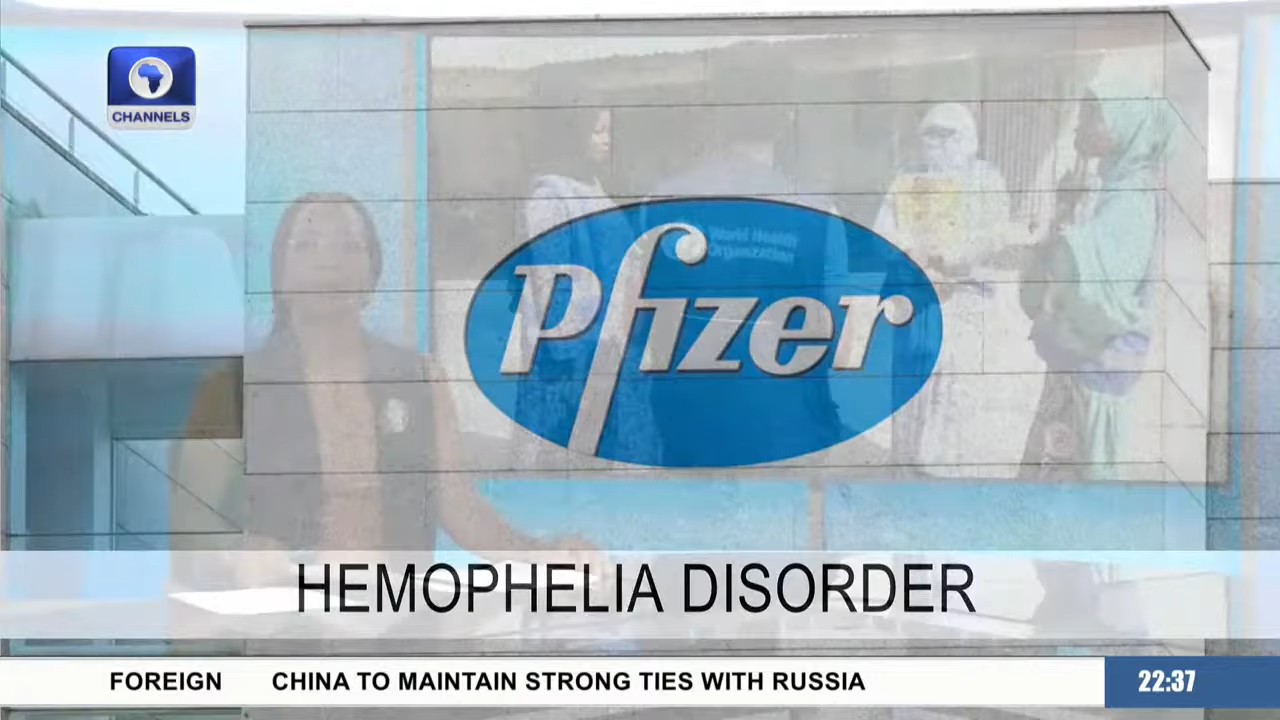 CHANNELS
World Health
Organization
Pfizer
HEMOPHELIA DISORDER
FOREIGN CHINA TO MAINTAIN STRONG TIES WITH RUSSIA 22:37